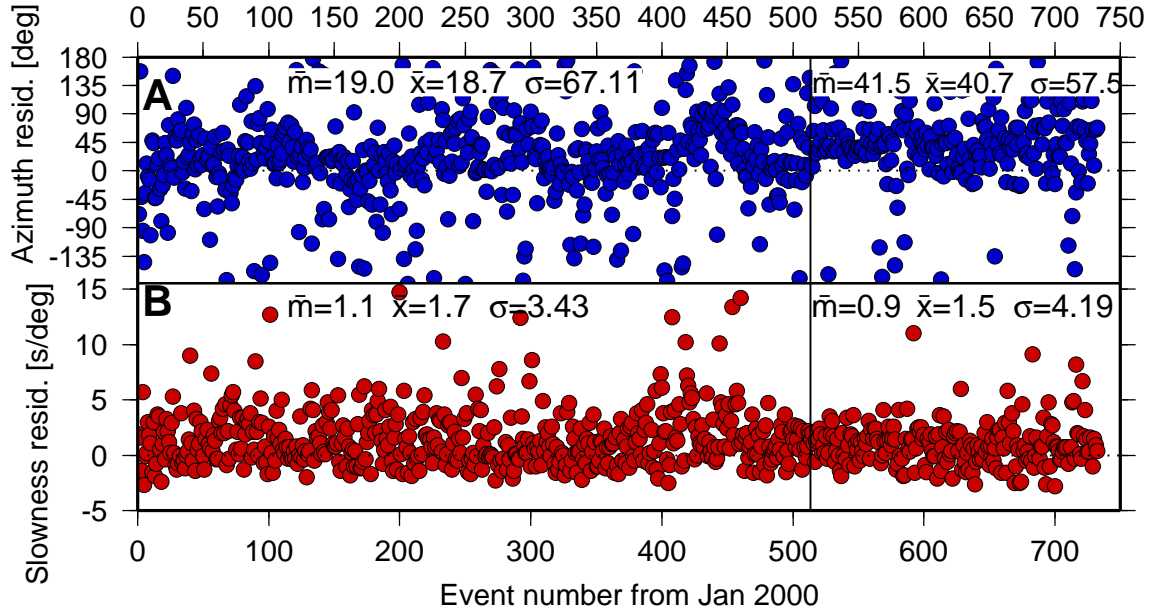 0 50 100 150 200 250 300 350 400 450 500 550 600 650 700 750
Azimuth resid. [deg]
180
135
90
45
0
-45
-90
-135
A
m̄=19.0 x̄=18.7 σ=67.11
m̄=41.5 x̄=40.7 σ=57.5
Slowness resid. [s/deg]
15
10
5
0
-5
B
m̄=1.1 x̄=1.7 σ=3.43
m̄=0.9 x̄=1.5 σ=4.19
0 100 200 300 400 500 600 700
Event number from Jan 2000